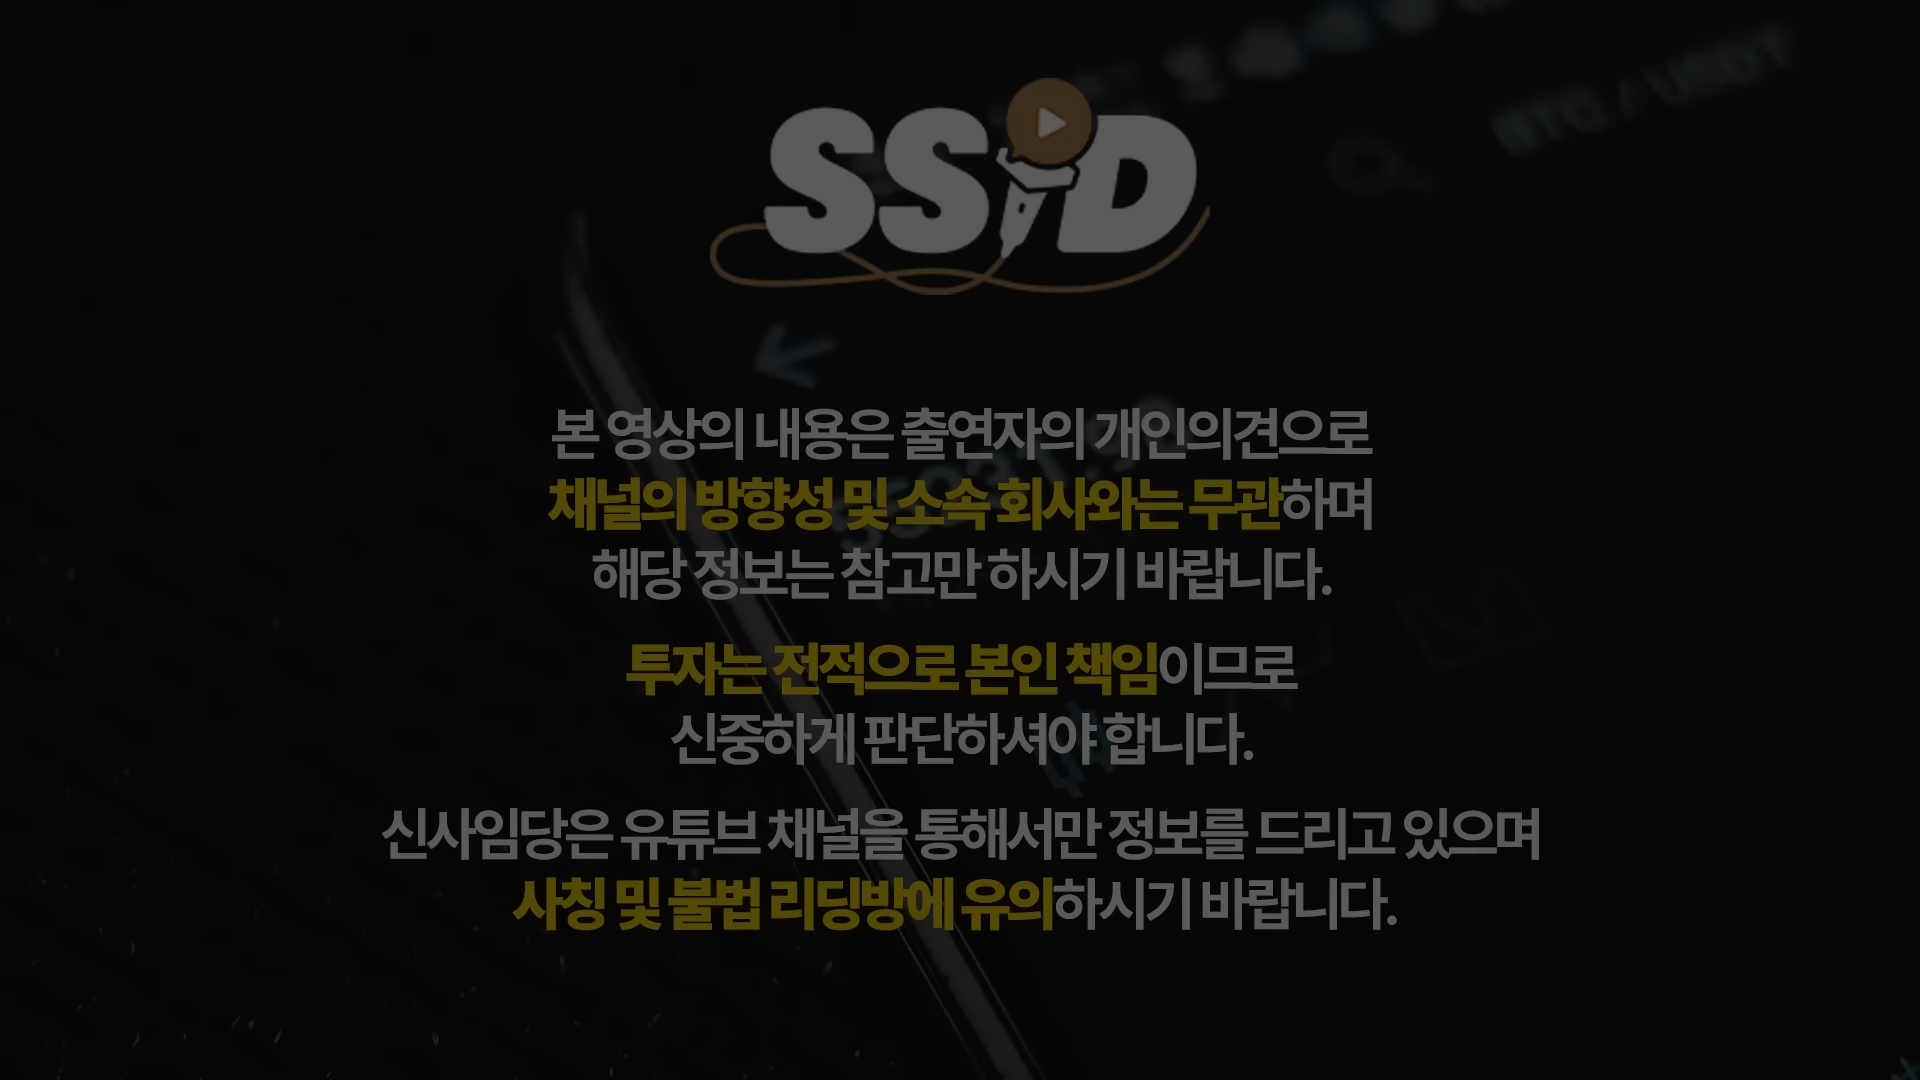 BTC / USDT
SSiD
본 영상의 내용은 출연자의 개인의견으로
채널의 방향성 및 소속 회사와는 무관하며
해당 정보는 참고만 하시기 바랍니다.
투자는 전적으로 본인 책임이므로
신중하게 판단하셔야 합니다.
신사임당은 유튜브 채널을 통해서만 정보를 드리고 있으며
사칭 및 불법 리딩방에 유의하시기 바랍니다.